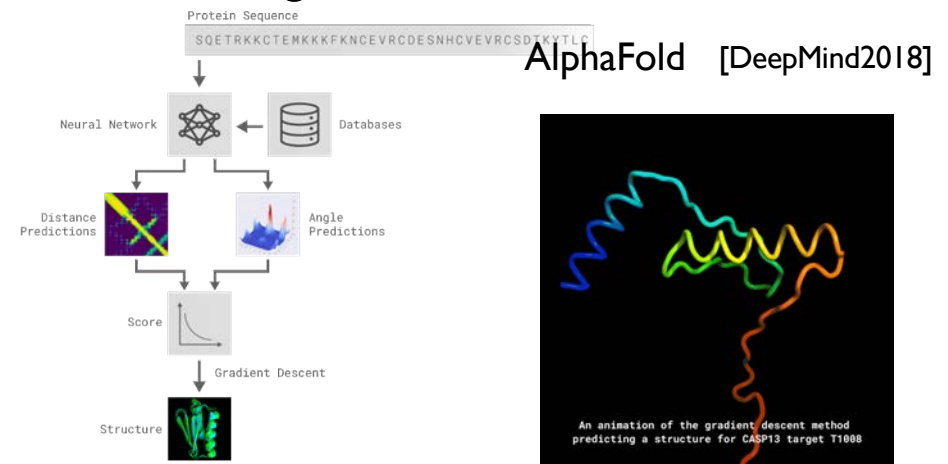 Protein Sequence
SQETRKKCTEMKKKFKNCEVRCDESNHCVEVRCSDTKYTLC
AlphaFold [DeepMind2018]
Neural Network
Databases
Distance
Predictions
Angle
Predictions
Score
Gradient Descent
Structure
An animation of the gradient descent method
predicting a structure for CASP13 target T1008